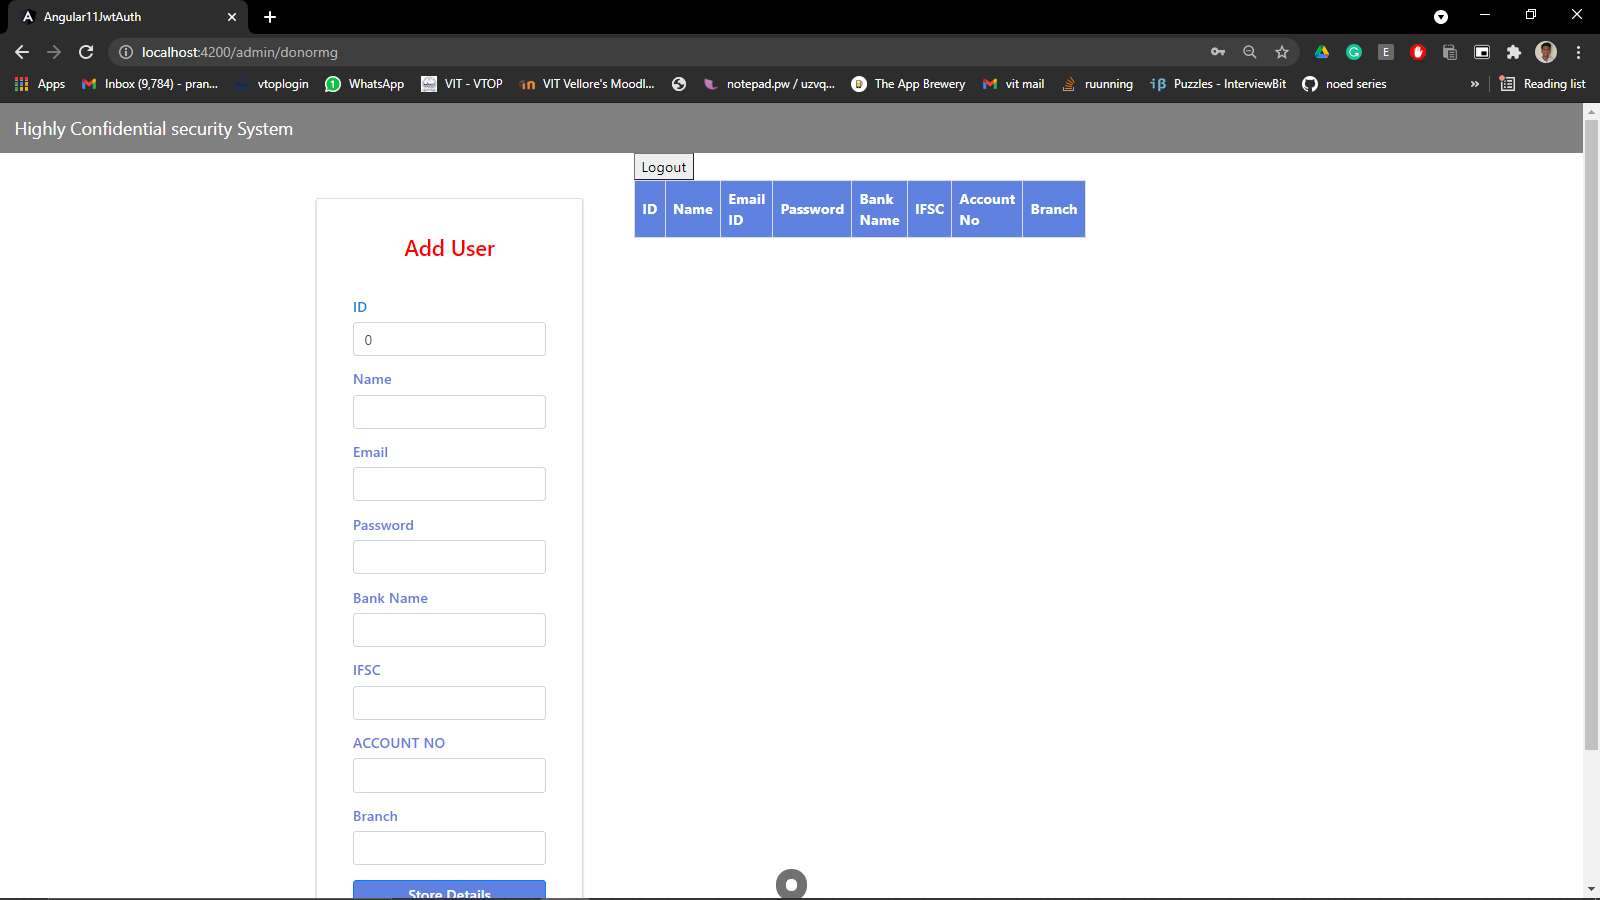 Angular11JwtAuth
localhost:4200/admin/donormg
Apps Inbox (9,784) - pran... vtoplogin WhatsApp VIT - VTOP VIT Vellore's Moodl... notepad.pw / uzvq... The App Brewery vit mail ruunning Puzzles - InterviewBit noed series » Reading list
Highly Confidential security System
Logout
ID Name Email ID Password Bank Name IFSC Account No Branch
Add User
ID
0
Name
Email
Password
Bank Name
IFSC
ACCOUNT NO
Branch
Store Details